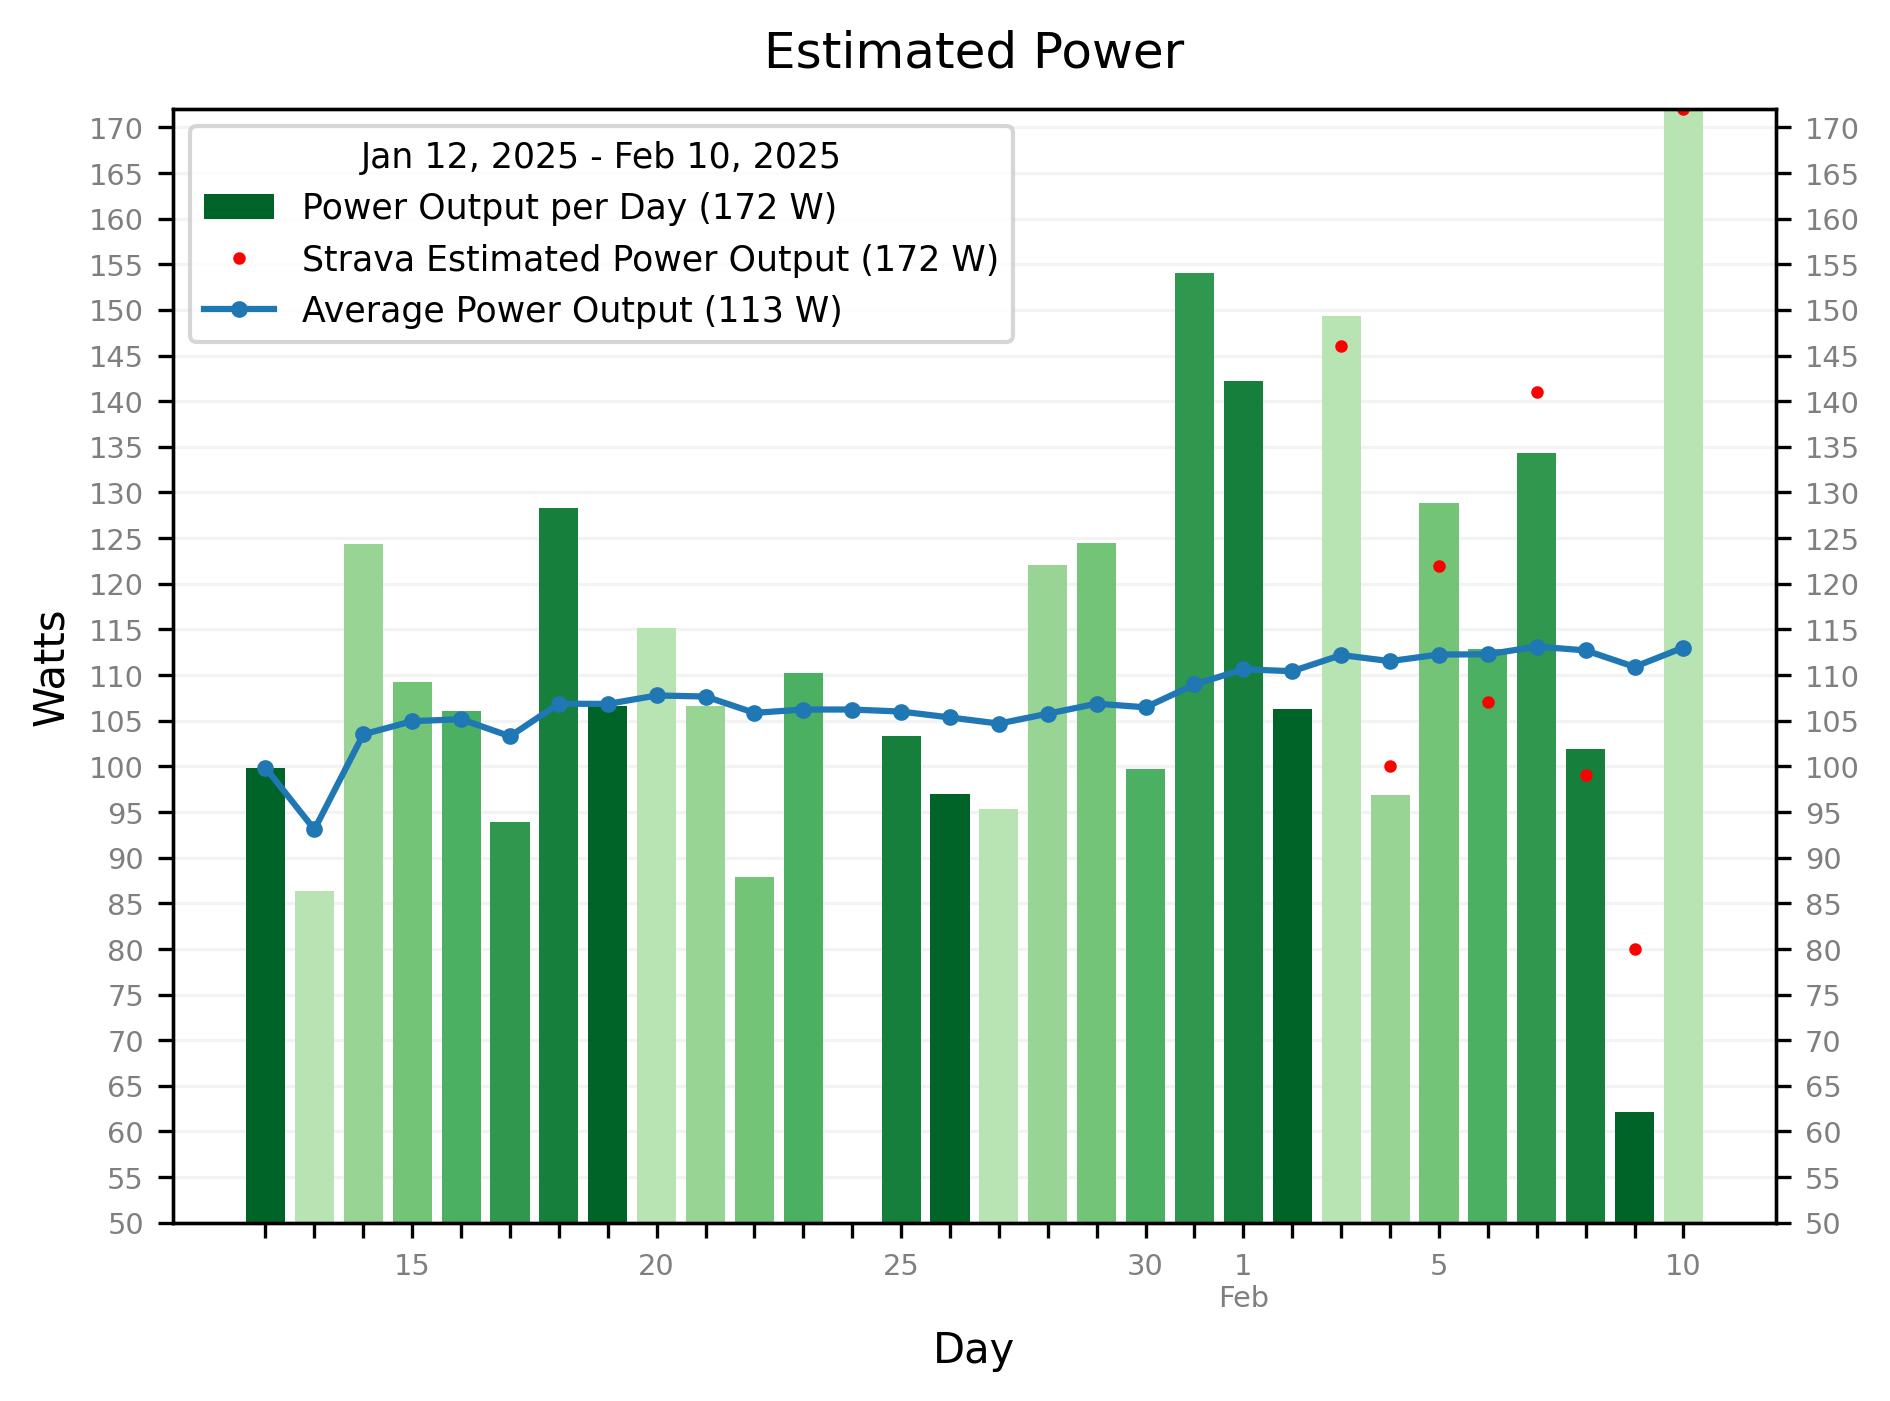 Estimated Power
Jan 12, 2025 - Feb 10, 2025
Power Output per Day (172 W)
Strava Estimated Power Output (172 W)
Average Power Output (113 W)
Watts
170 170
165 165
160 160
155 155
150 150
145 145
140 140
135 135
130 130
125 125
120 120
115 115
110 110
105 105
100 100
95 95
90 90
85 85
80 80
75 75
70 70
65 65
60 60
55 55
50 50
15 20 25 30 1 5 10
Feb
Day